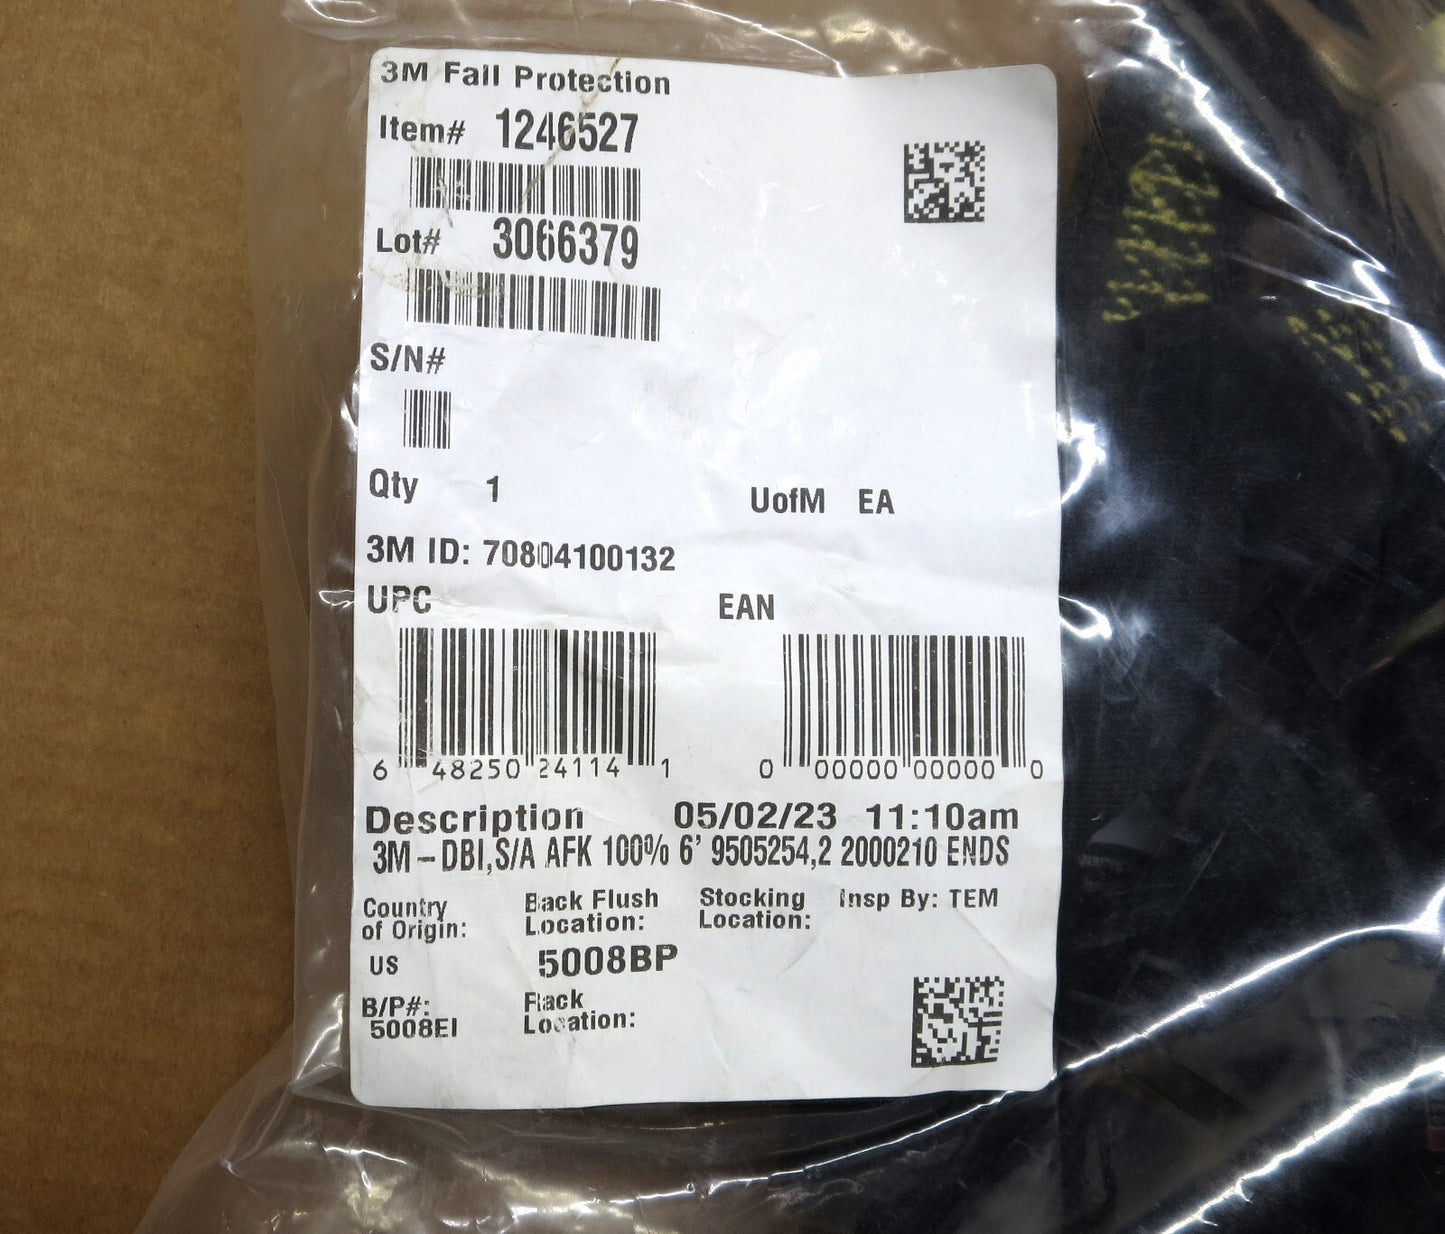 3M Fall Protection
Item# 1246527
Lot# 3066379
S/N#
Qty 1 UofM EA
3M ID: 70804100132
UPC EAN
6 48250 24114 1 0 00000 00000 0
Description 05/02/23 11:10am
3M-DBI,S/A AFK 100% 6' 9505254,2 2000210 ENDS
Country of Origin:
US
Back Flush Location:
5008BP
Stocking Location:
Insp By: TEM
B/P#:
5008EI
Rack Location: